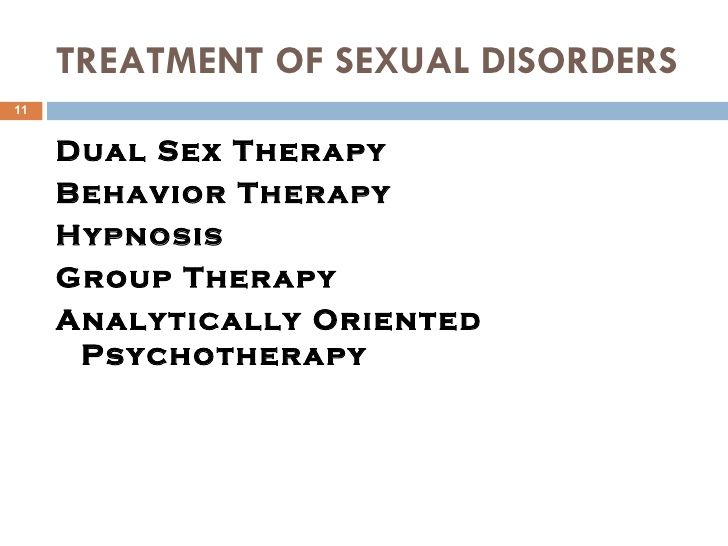 TREATMENT OF SEXUAL DISORDERS
11
DUAL SEX THERAPY
BEHAVIOR THERAPY
HYPNOSIS
GROUP THERAPY
ANALYTICALLY ORIENTED
PSYCHOTHERAPY